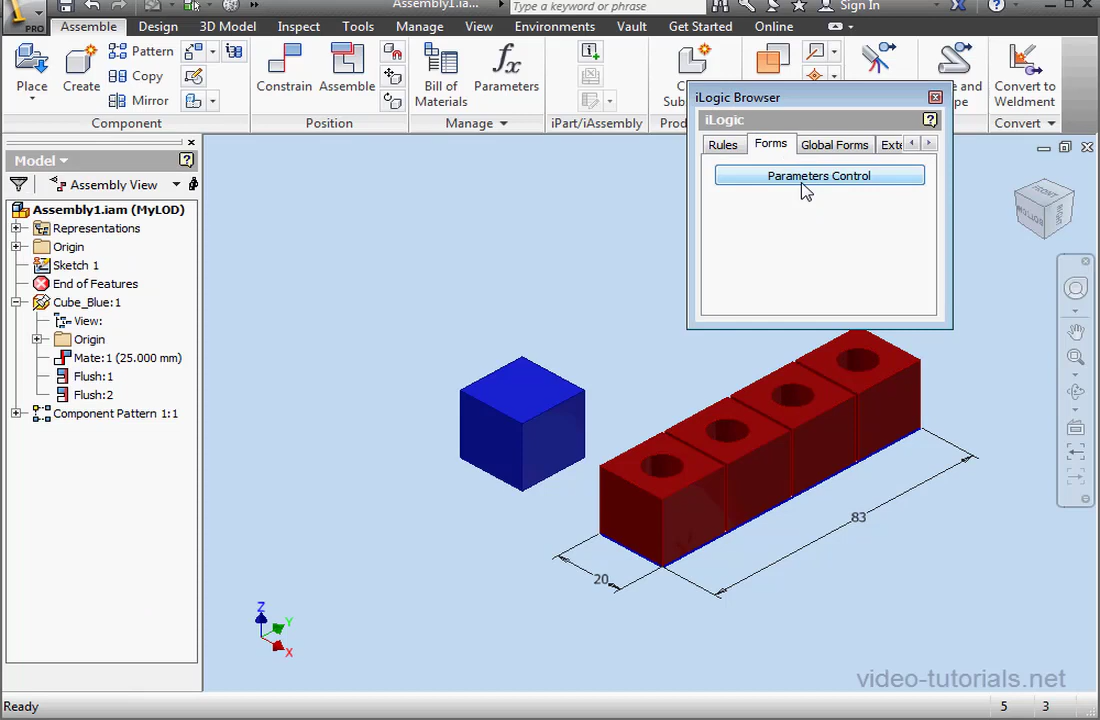 Assembly1.ia...
Type a keyword or phrase
Sign In
PRO
Assemble
Design
3D Model
Inspect
Tools
Manage
View
Environments
Vault
Get Started
Online
Place
Create
Pattern
Copy
Mirror
Component
Constrain
Assemble
Position
Bill of
Materials
Parameters
Manage
iPart/iAssembly
Convert to
Weldment
Convert
iLogic Browser
iLogic
Rules
Forms
Global Forms
Exte
Parameters Control
Model
Assembly View
Assembly1.iam (MyLOD)
Representations
Origin
Sketch 1
End of Features
Cube_Blue:1
View:
Origin
Mate:1 (25.000 mm)
Flush:1
Flush:2
Component Pattern 1:1
FRONT
RIGHT
BOTTOM
83
20
Z
Y
X
video-tutorials.net
Ready
5
3